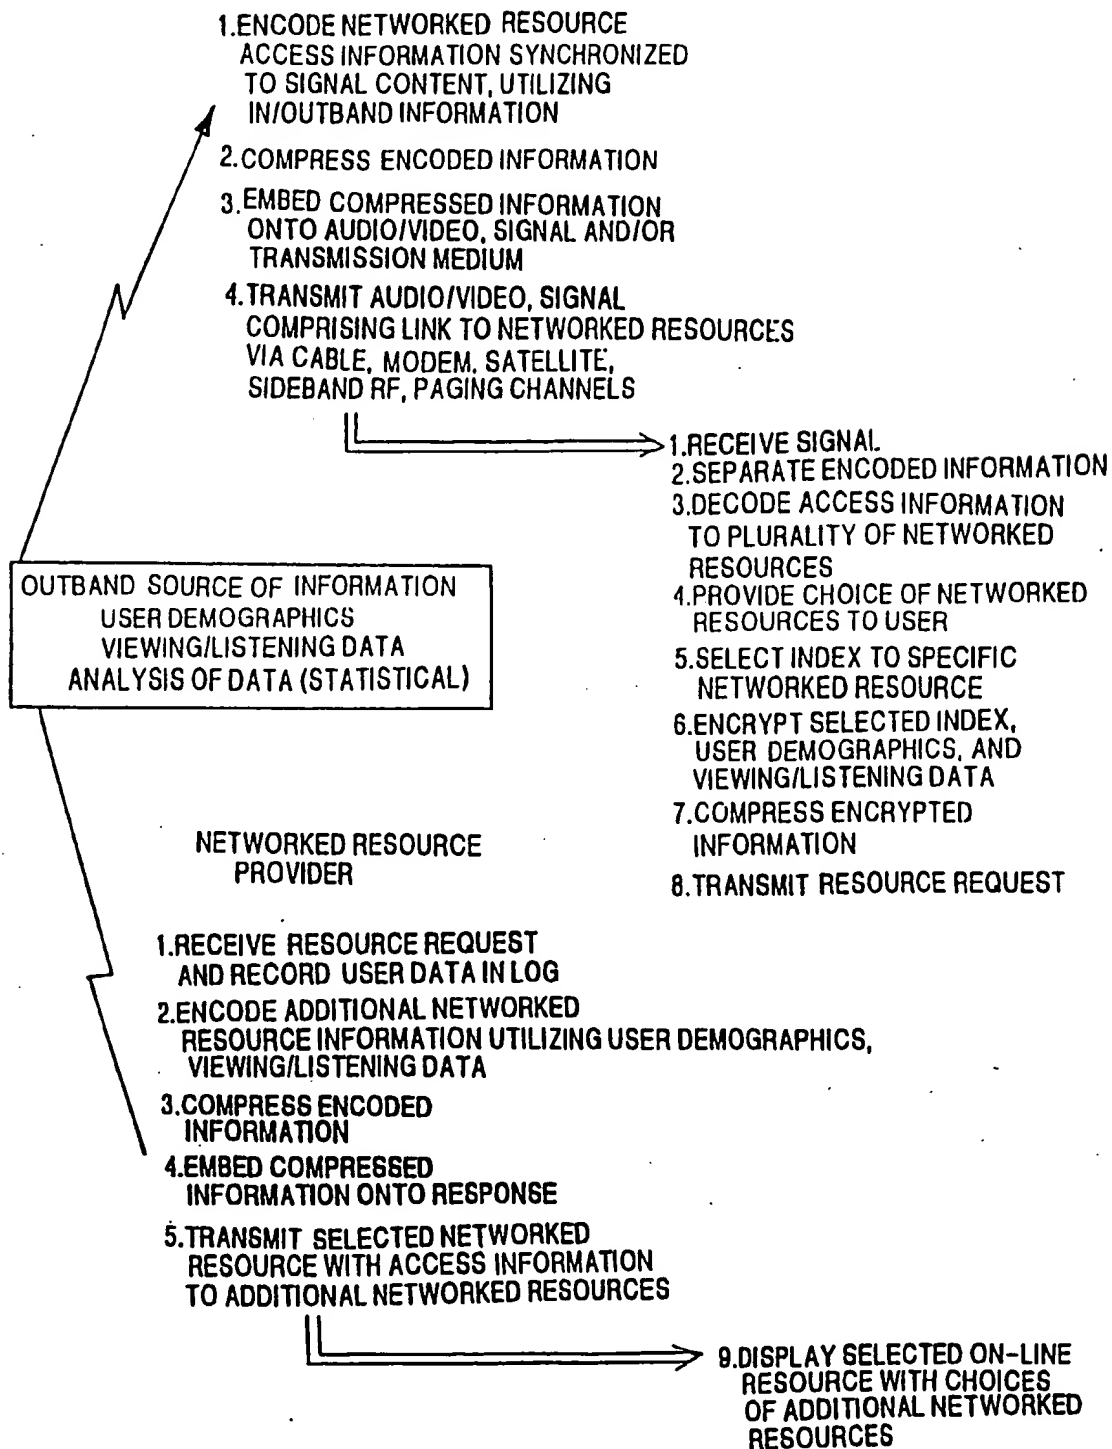 1.ENCODE NETWORKED RESOURCE
ACCESS INFORMATION SYNCHRONIZED
TO SIGNAL CONTENT, UTILIZING
IN/OUTBAND INFORMATION
2.COMPRESS ENCODED INFORMATION
3.EMBED COMPRESSED INFORMATION
ONTO AUDIO/VIDEO, SIGNAL AND/OR
TRANSMISSION MEDIUM
4.TRANSMIT AUDIO/VIDEO, SIGNAL
COMPRISING LINK TO NETWORKED RESOURCES
VIA CABLE, MODEM, SATELLITE,
SIDEBAND RF, PAGING CHANNELS
1.RECEIVE SIGNAL
2.SEPARATE ENCODED INFORMATION
3.DECODE ACCESS INFORMATION
TO PLURALITY OF NETWORKED
RESOURCES
4.PROVIDE CHOICE OF NETWORKED
RESOURCES TO USER
5.SELECT INDEX TO SPECIFIC
NETWORKED RESOURCE
6.ENCRYPT SELECTED INDEX,
USER DEMOGRAPHICS, AND
VIEWING/LISTENING DATA
7.COMPRESS ENCRYPTED
INFORMATION
8.TRANSMIT RESOURCE REQUEST
OUTBAND SOURCE OF INFORMATION
USER DEMOGRAPHICS
VIEWING/LISTENING DATA
ANALYSIS OF DATA (STATISTICAL)
NETWORKED RESOURCE
PROVIDER
1.RECEIVE RESOURCE REQUEST
AND RECORD USER DATA IN LOG
2.ENCODE ADDITIONAL NETWORKED
RESOURCE INFORMATION UTILIZING USER DEMOGRAPHICS,
VIEWING/LISTENING DATA
3.COMPRESS ENCODED
INFORMATION
4.EMBED COMPRESSED
INFORMATION ONTO RESPONSE
5.TRANSMIT SELECTED NETWORKED
RESOURCE WITH ACCESS INFORMATION
TO ADDITIONAL NETWORKED RESOURCES
9.DISPLAY SELECTED ON-LINE
RESOURCE WITH CHOICES
OF ADDITIONAL NETWORKED
RESOURCES